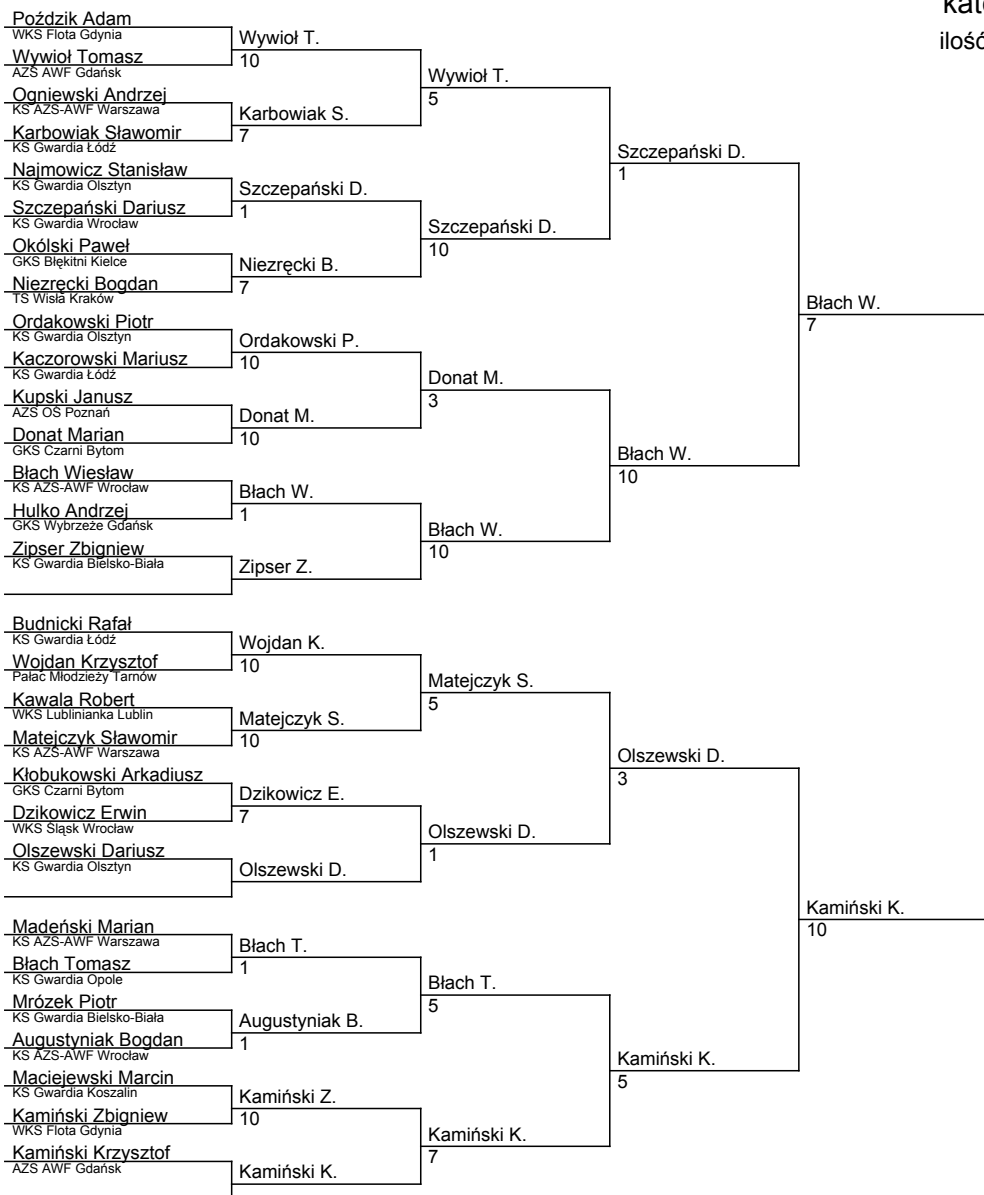 kate
ilość
Poździk Adam
WKS Flota Gdynia
Wywioł Tomasz
AZS AWF Gdańsk
Ogniewski Andrzej
KS AZS-AWF Warszawa
Karbowiak Sławomir
KS Gwardia Łódź
Najmowicz Stanisław
KS Gwardia Olsztyn
Szczepański Dariusz
KS Gwardia Wrocław
Okólski Paweł
GKS Błękitni Kielce
Niezręcki Bogdan
TS Wisła Kraków
Ordakowski Piotr
KS Gwardia Olsztyn
Kaczorowski Mariusz
KS Gwardia Łódź
Kupski Janusz
AZS OŚ Poznań
Donat Marian
GKS Czarni Bytom
Błach Wiesław
KS AZS-AWF Wrocław
Hulko Andrzej
GKS Wybrzeże Gdańsk
Zipser Zbigniew
KS Gwardia Bielsko-Biała
Budnicki Rafał
KS Gwardia Łódź
Wojdan Krzysztof
Pałac Młodzieży Tarnów
Kawala Robert
WKS Lublinianka Lublin
Matejczyk Sławomir
KS AZS-AWF Warszawa
Kłobukowski Arkadiusz
GKS Czarni Bytom
Dzikowicz Erwin
WKS Śląsk Wrocław
Olszewski Dariusz
KS Gwardia Olsztyn
Madeński Marian
KS AZS-AWF Warszawa
Błach Tomasz
KS Gwardia Opole
Mrózek Piotr
KS Gwardia Bielsko-Biała
Augustyniak Bogdan
KS AZS-AWF Wrocław
Maciejewski Marcin
KS Gwardia Koszalin
Kamiński Zbigniew
WKS Flota Gdynia
Kamiński Krzysztof
AZS AWF Gdańsk
Wywioł T.
10
Karbowiak S.
7
Szczepański D.
1
Niezręcki B.
7
Ordakowski P.
10
Donat M.
10
Błach W.
1
Zipser Z.
Wojdan K.
10
Matejczyk S.
10
Dzikowicz E.
7
Olszewski D.
Błach T.
1
Augustyniak B.
1
Kamiński Z.
10
Kamiński K.
Wywioł T.
5
Szczepański D.
10
Donat M.
3
Błach W.
10
Matejczyk S.
5
Olszewski D.
1
Błach T.
5
Kamiński K.
7
Szczepański D.
1
Błach W.
10
Olszewski D.
3
Kamiński K.
5
Błach W.
7
Kamiński K.
10